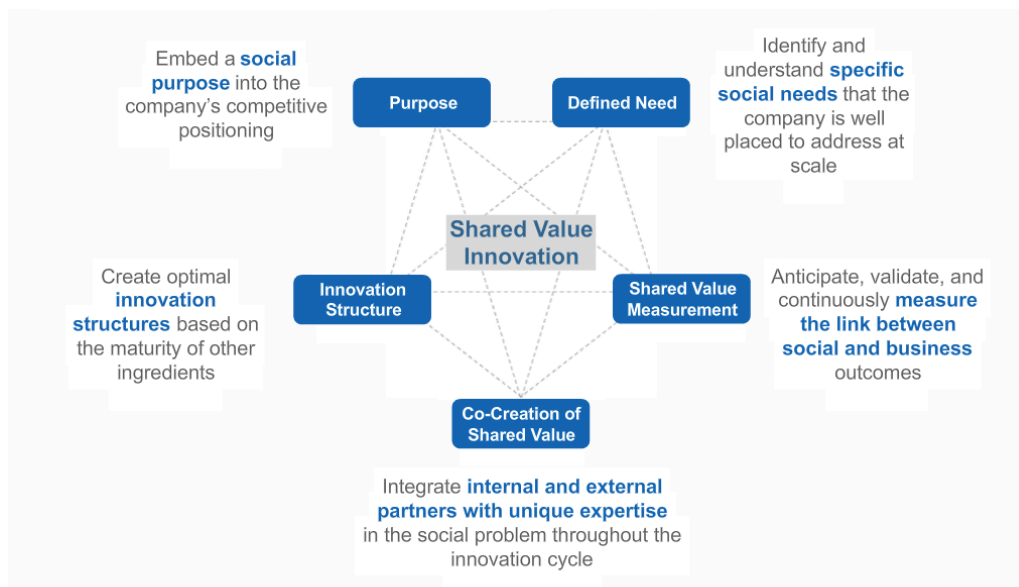 Embed a social
purpose into the
company's competitive
positioning
Purpose
Defined Need
Identify and
understand specific
social needs that the
company is well
placed to address at
scale
Shared Value
Innovation
Create optimal
innovation
structures based on
the maturity of other
ingredients
Innovation
Structure
Shared Value
Measurement
Anticipate, validate, and
continuously measure
the link between
social and business
outcomes
Co-Creation of
Shared Value
Integrate internal and external
partners with unique expertise
in the social problem throughout the
innovation cycle